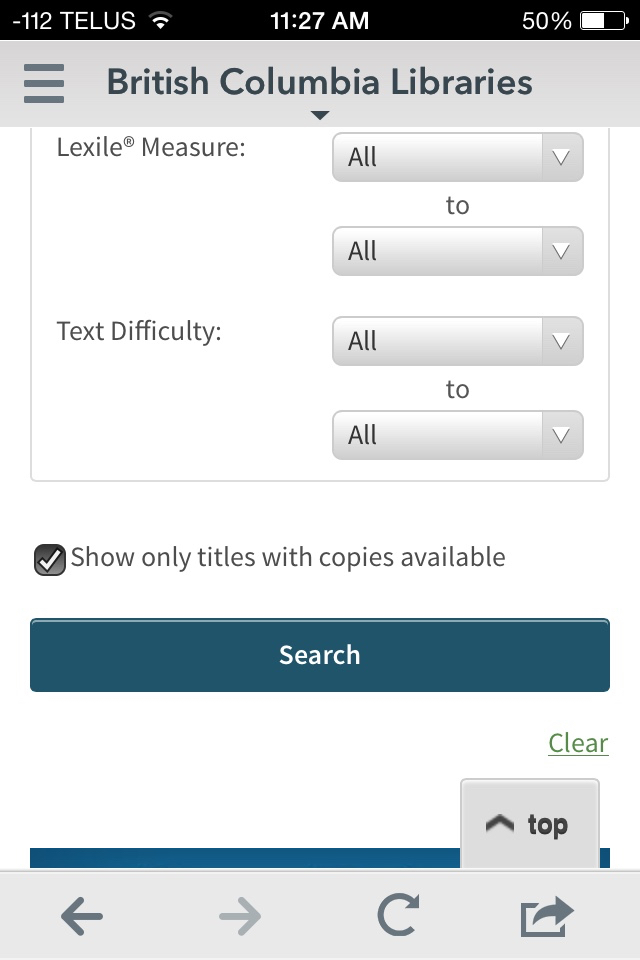 -112 TELUS 11:27 AM 50%
British Columbia Libraries
Lexile® Measure: All
to
All
Text Difficulty: All
to
All
Show only titles with copies available
Search
Clear
top